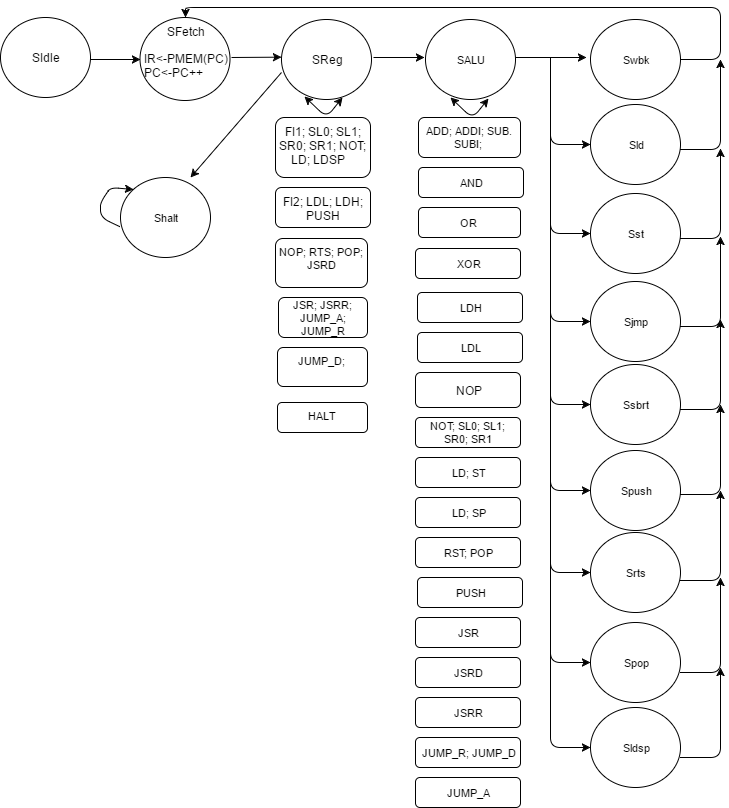 SIdle
SFetch
IR<-PMEM(PC)
PC<-PC++
SReg
SALU
Swbk
Sld
Sst
Sjmp
Ssbrt
Spush
Srts
Spop
Sldsp
Shalt
FI1; SL0; SL1;
SR0; SR1; NOT;
LD; LDSP
FI2; LDL; LDH;
PUSH
NOP; RTS; POP;
JSRD
JSR; JSRR;
JUMP_A;
JUMP_R
JUMP_D;
HALT
ADD; ADDI; SUB.
SUBI;
AND
OR
XOR
LDH
LDL
NOP
NOT; SL0; SL1;
SR0; SR1
LD; ST
LD; SP
RST; POP
PUSH
JSR
JSRD
JSRR
JUMP_R; JUMP_D
JUMP_A